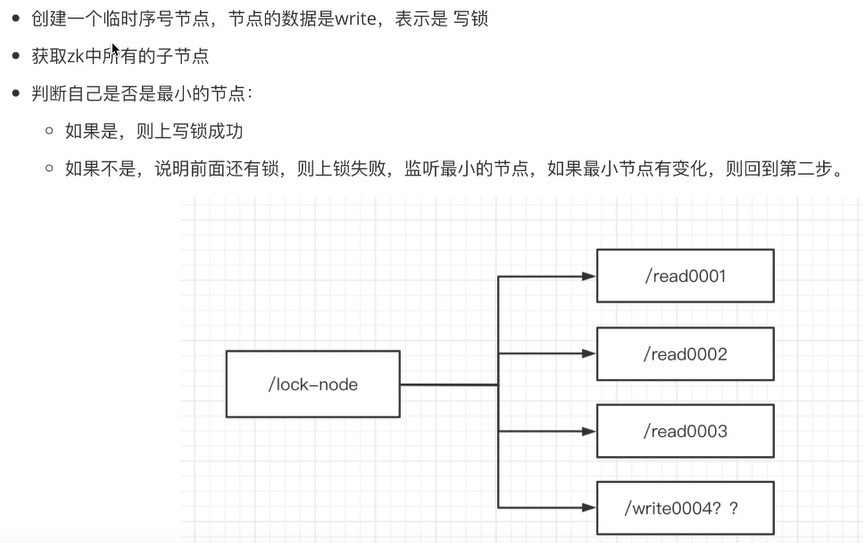 创建一个临时序号节点，节点的数据是write，表示是 写锁
获取zk中所有的子节点
判断自己是否是最小的节点：
如果是，则上写锁成功
如果不是，说明前面还有锁，则上锁失败，监听最小的节点，如果最小节点有变化，则回到第二步。
/read0001
/read0002
/lock-node
/read0003
/write0004？？